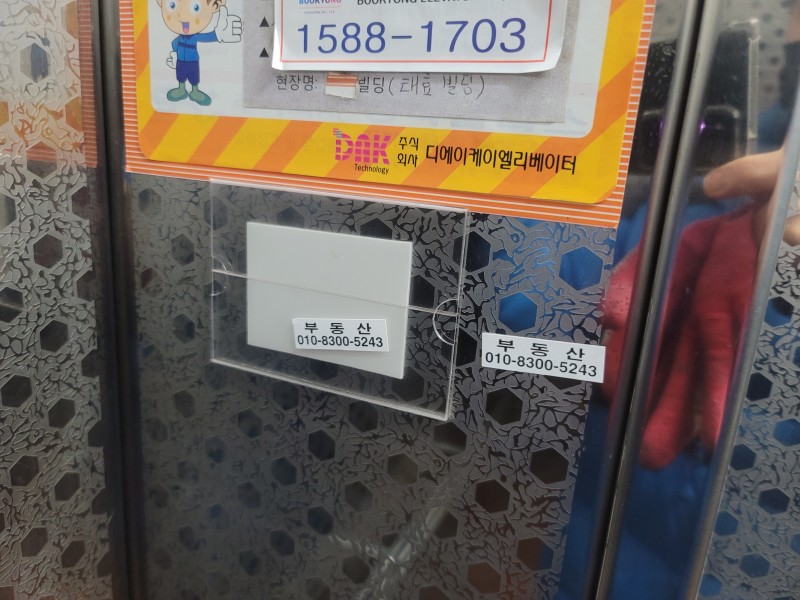 1588-1703
현장명: 빌딩(태효빌딩)
DAK
Technology
주식
회사 디에이케이엘리베이터
부 동 산
010-8300-5243
부 동 산
010-8300-5243